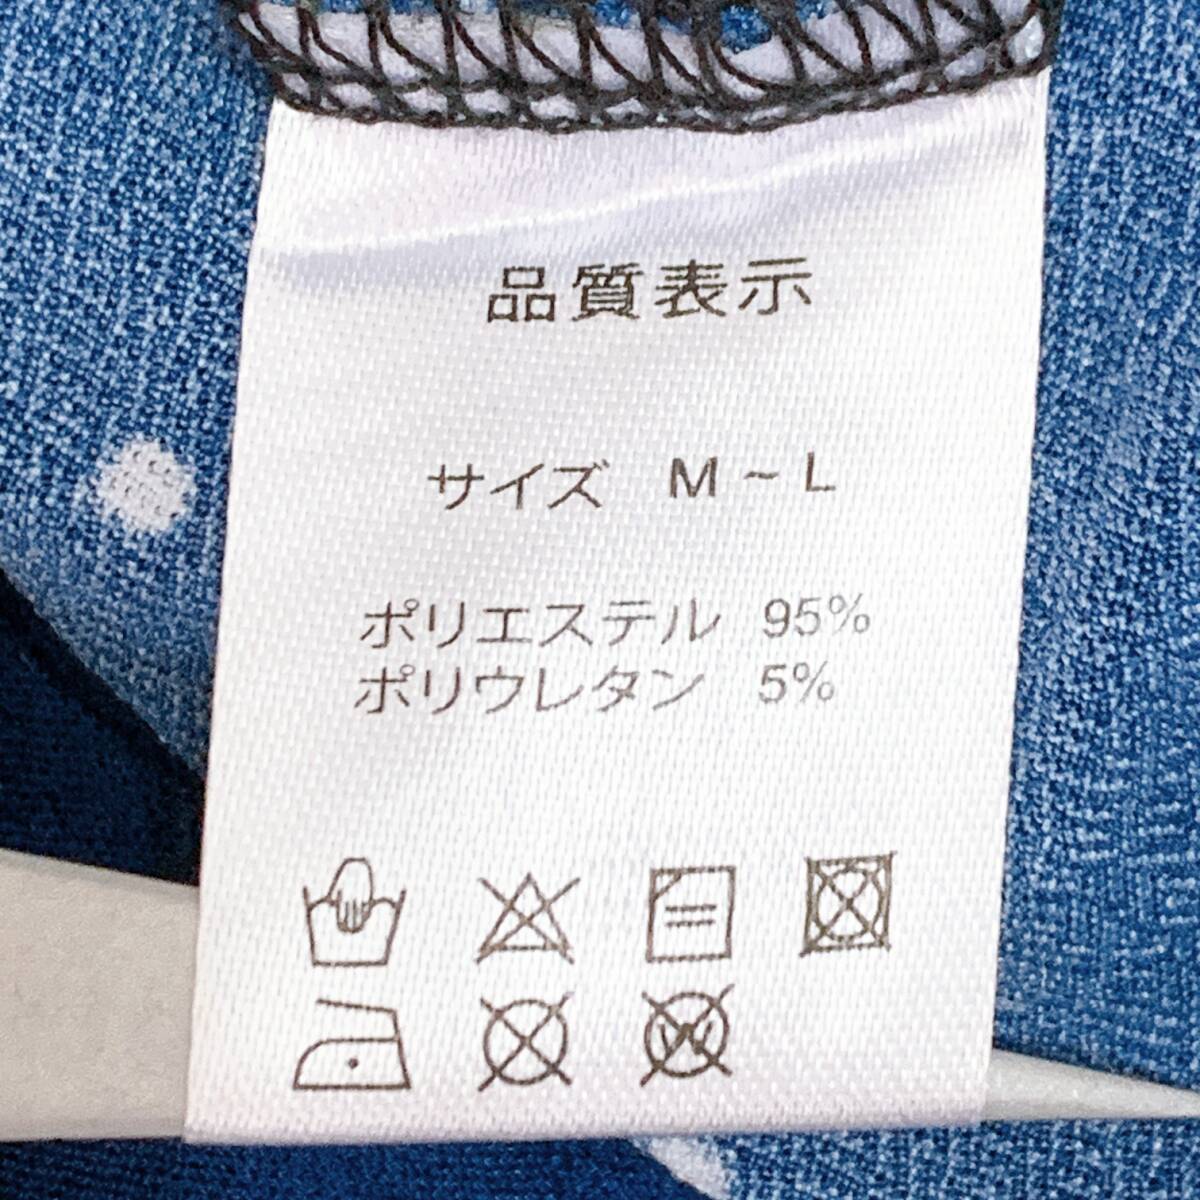 品質表示
サイズ M ~ L
ポリエステル 95%
ポリウレタン 5%
W